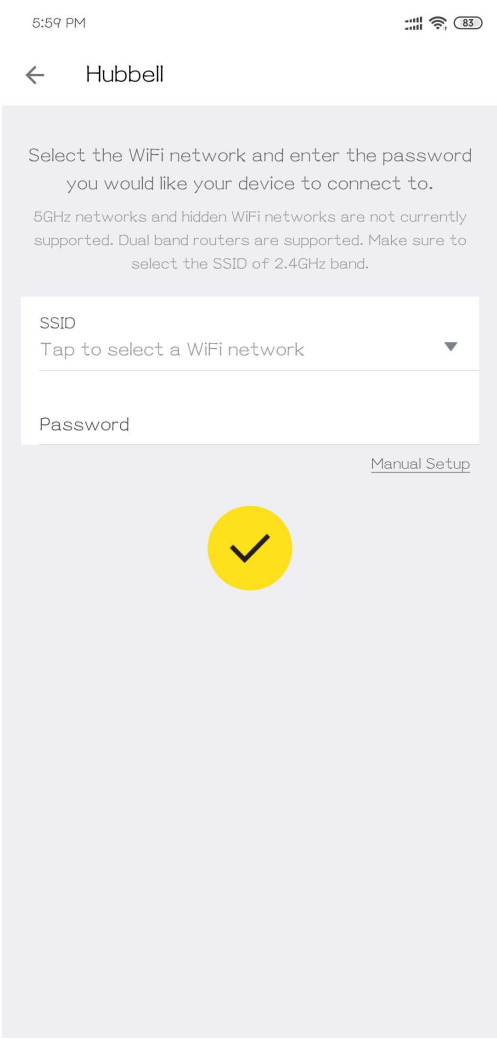 5:59 PM
83
Hubbell
Select the WiFi network and enter the password
you would like your device to connect to.
5GHz networks and hidden WiFi networks are not currently
supported. Dual band routers are supported. Make sure to
select the SSID of 2.4GHz band.
SSID
Tap to select a WiFi network
Password
Manual Setup